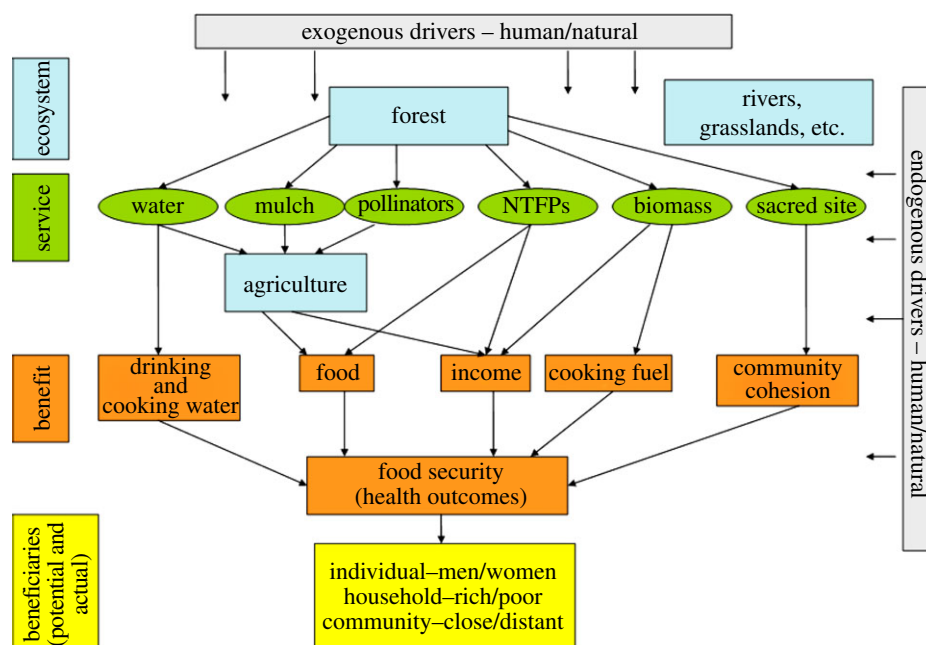 exogenous drivers – human/natural
ecosystem
forest
rivers,
grasslands, etc.
endogenous drivers – human/natural
service
water
mulch
pollinators
NTFPs
biomass
sacred site
agriculture
benefit
drinking
and
cooking water
food
income
cooking fuel
community
cohesion
food security
(health outcomes)
beneficiaries
(potential and
actual)
individual–men/women
household–rich/poor
community–close/distant